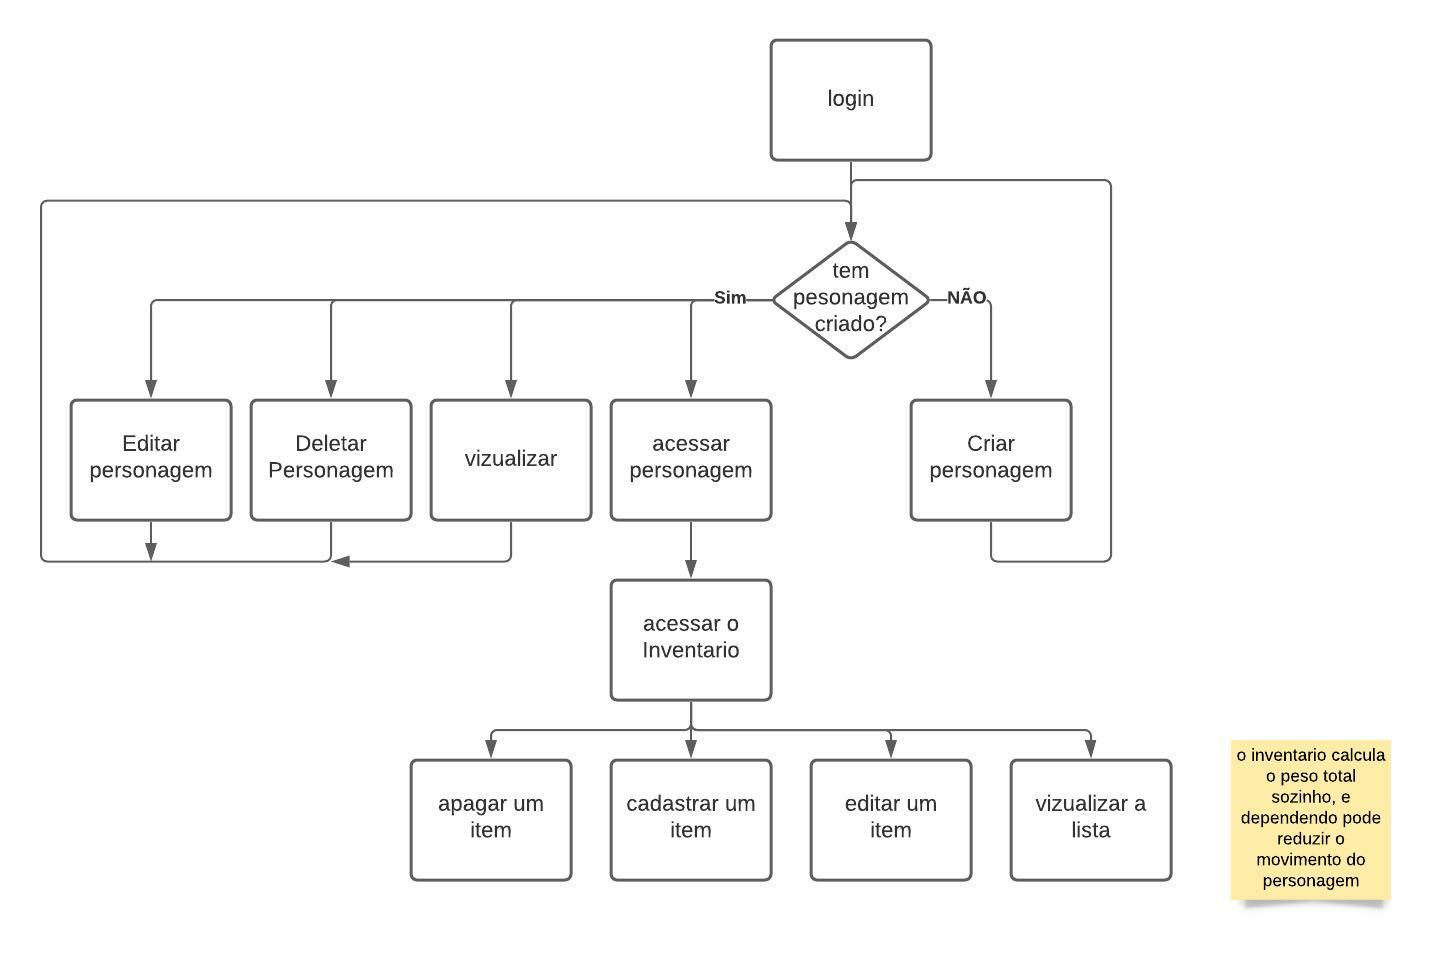 login
tem
pesonagem
criado?
Sim
NÃO
Editar
personagem
Deletar
Personagem
vizualizar
acessar
personagem
Criar
personagem
acessar o
Inventario
apagar um
item
cadastrar um
item
editar um
item
vizualizar a
lista
o inventario calcula
o peso total
sozinho, e
dependendo pode
reduzir o
movimento do
personagem